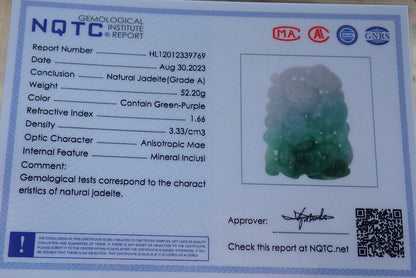 NQTC
GEMOLOGICAL
INSTITUTE
REPORT
MA
GNRS
Report Number HL12012339769
Date Aug 30,2023
Conclusion Natural Jadeite(Grade A)
Weight 52.20g
Color Contain Green-Purple
Refractive Index 1.66
Density 3.33/cm3
Optic Character Anisotropic Mae
Internal Feature Mineral Inclusi
Comment:
Gemological tests correspond to the charact
eristics of natural jadeite.
Approver:
Check this report at NQTC.net